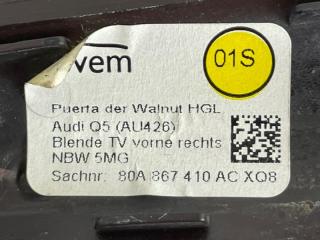 vem
01S
Puerta der Walnut HGL
Audi Q5 (AU426)
Blende TV vorne rechts
NBW 5MG
Sachnr: 80A 867 410 AC XQ8